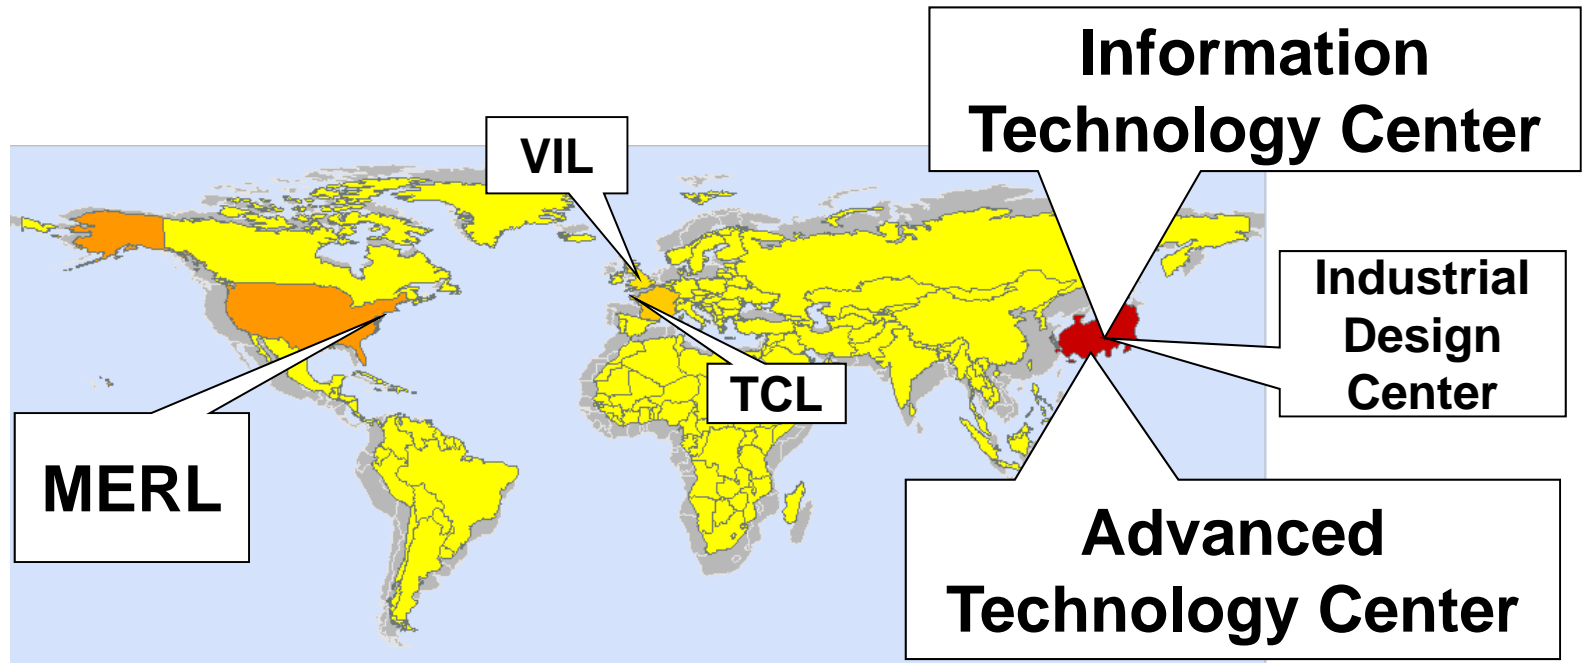 Information
Technology Center
VIL
Industrial
Design
Center
TCL
MERL
Advanced
Technology Center